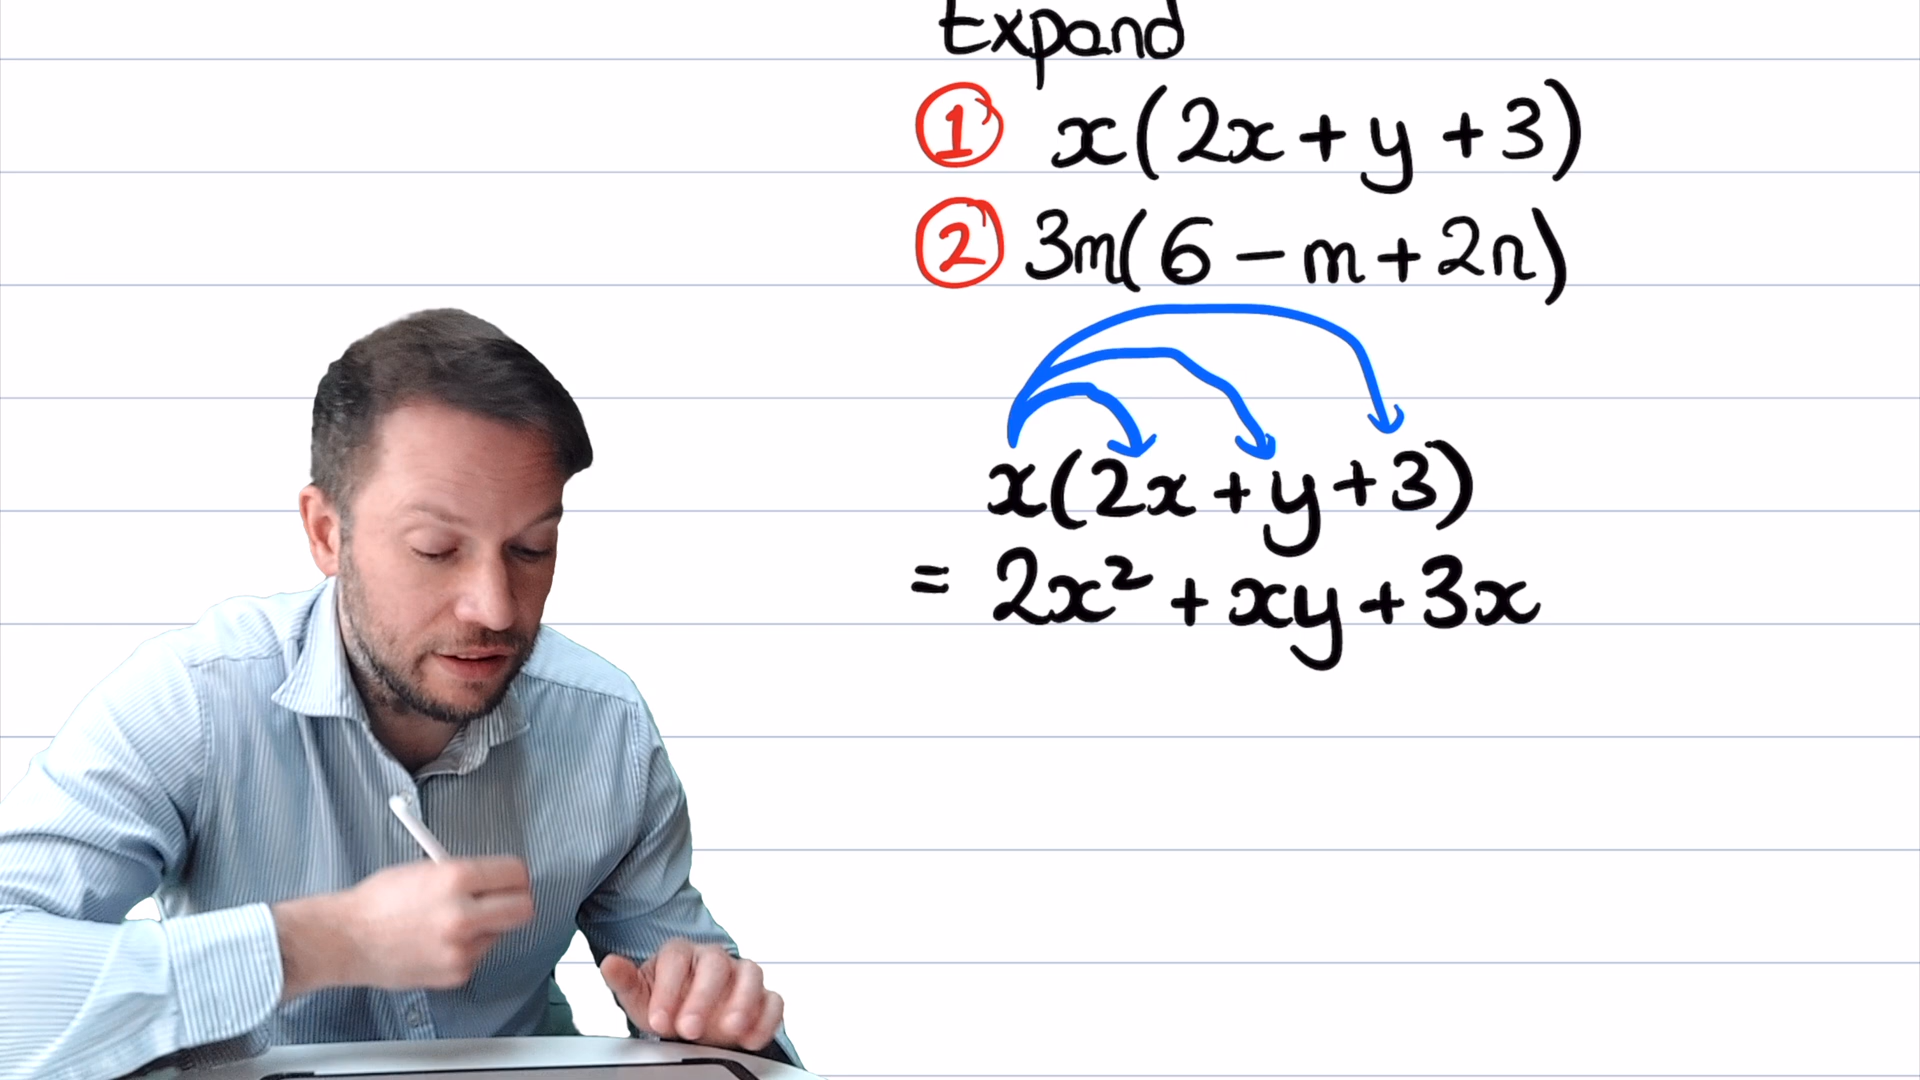 Expand
① x(2x + y + 3)
② 3m(6 - m + 2n)
x(2x + y + 3)
= 2x² + xy + 3x